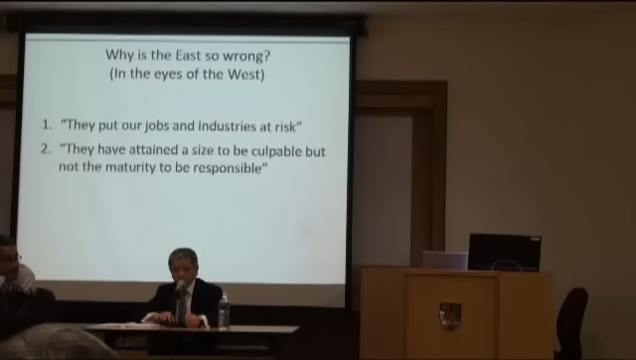 Why is the East so wrong?
(In the eyes of the West)
1. "They put our jobs and industries at risk"
2. "They have attained a size to be culpable but
not the maturity to be responsible"